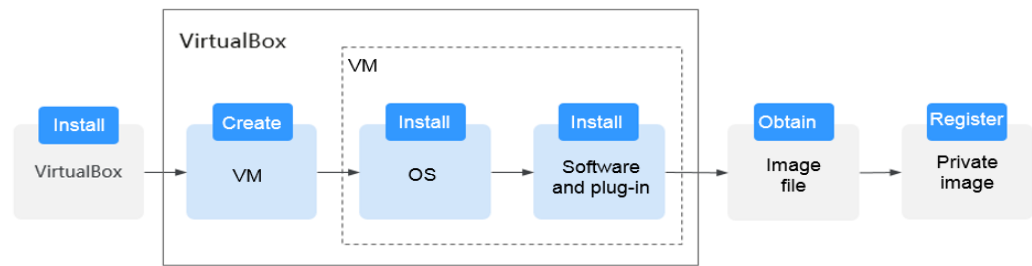 VirtualBox
VM
Install
VirtualBox
Create
VM
Install
OS
Install
Software
and plug-in
Obtain
Image
file
Register
Private
image